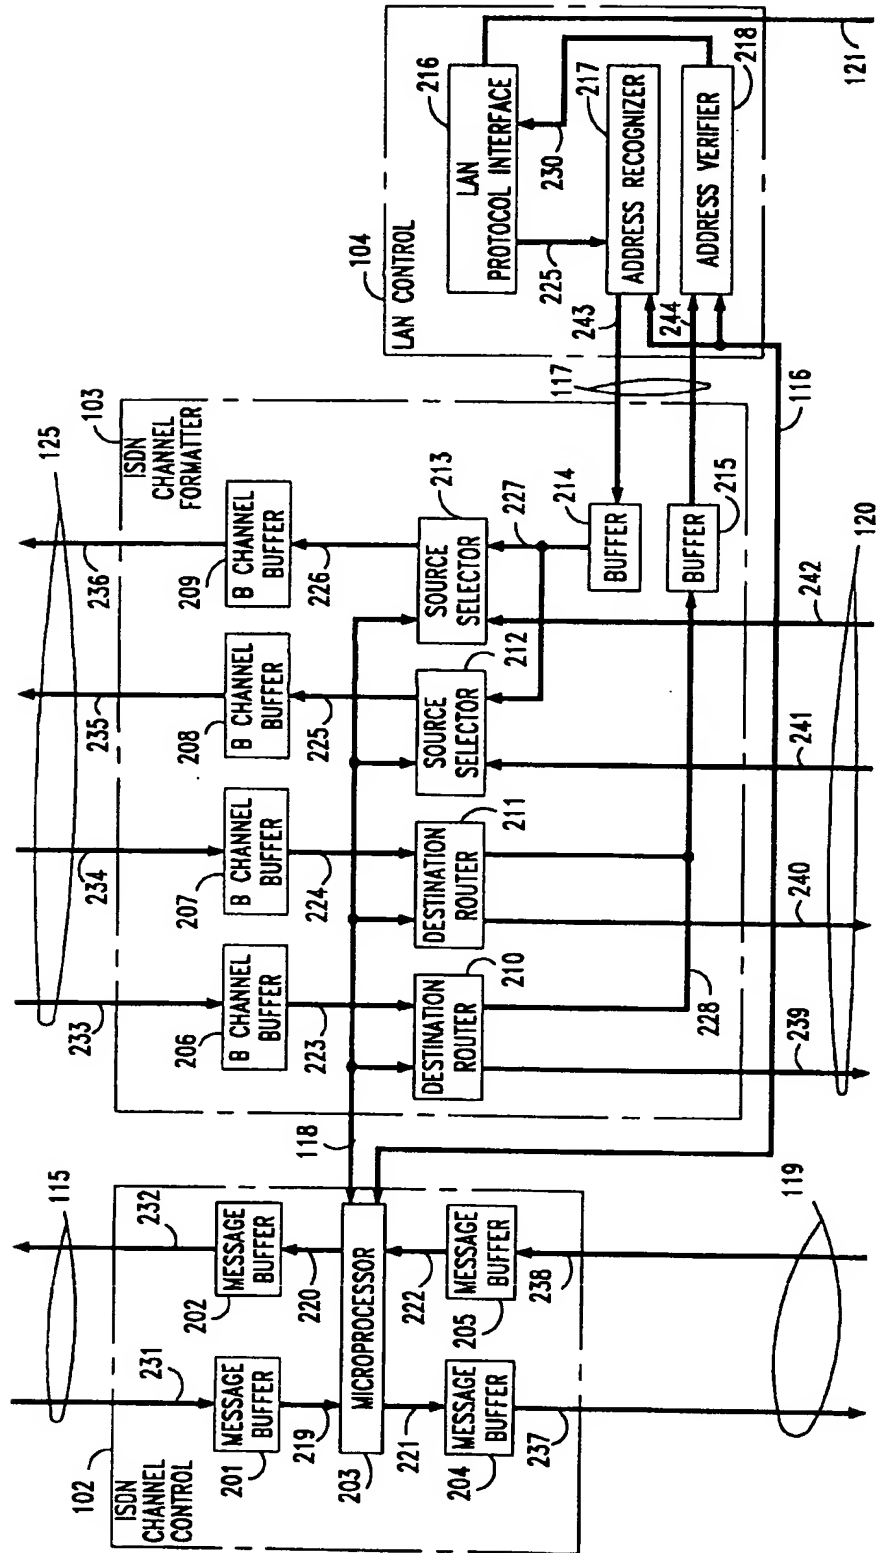 102
ISDN
CHANNEL
CONTROL
115
231
232
201
MESSAGE
BUFFER
202
MESSAGE
BUFFER
219
220
203
MICROPROCESSOR
221
222
204
MESSAGE
BUFFER
205
MESSAGE
BUFFER
237
238
119
118
125
233
234
235
236
103
ISDN
CHANNEL
FORMATTER
206
B CHANNEL
BUFFER
207
B CHANNEL
BUFFER
208
B CHANNEL
BUFFER
209
B CHANNEL
BUFFER
223
224
225
226
DESTINATION
ROUTER
210
DESTINATION
ROUTER
211
SOURCE
SELECTOR
212
SOURCE
SELECTOR
213
227
BUFFER
214
BUFFER
215
228
239
240
241
242
120
117
116
104
LAN CONTROL
LAN
PROTOCOL INTERFACE
216
225
230
ADDRESS RECOGNIZER
217
ADDRESS VERIFIER
218
243
244
121